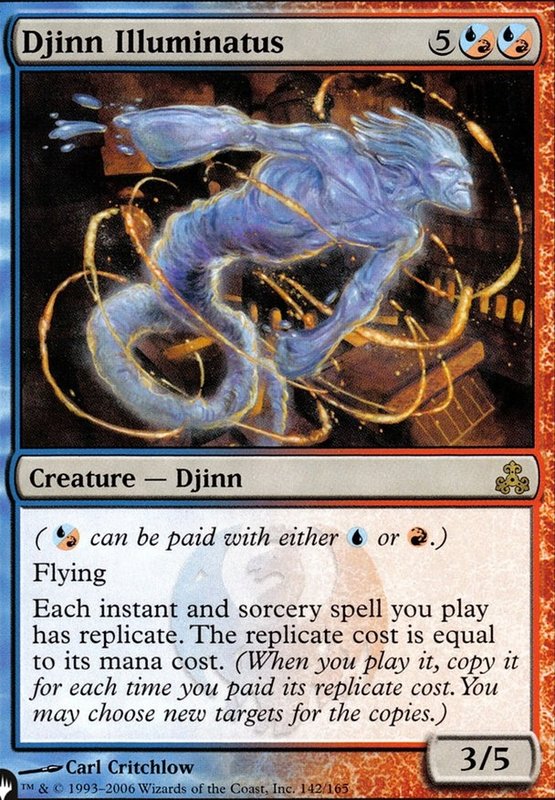 Djinn Illuminatus 5
Creature — Djinn
( can be paid with either or .)
Flying
Each instant and sorcery spell you play
has replicate. The replicate cost is equal
to its mana cost. (When you play it, copy it
for each time you paid its replicate cost. You
may choose new targets for the copies.)
3/5
Carl Critchlow
™ & © 1993–2006 Wizards of the Coast, Inc. 142/165